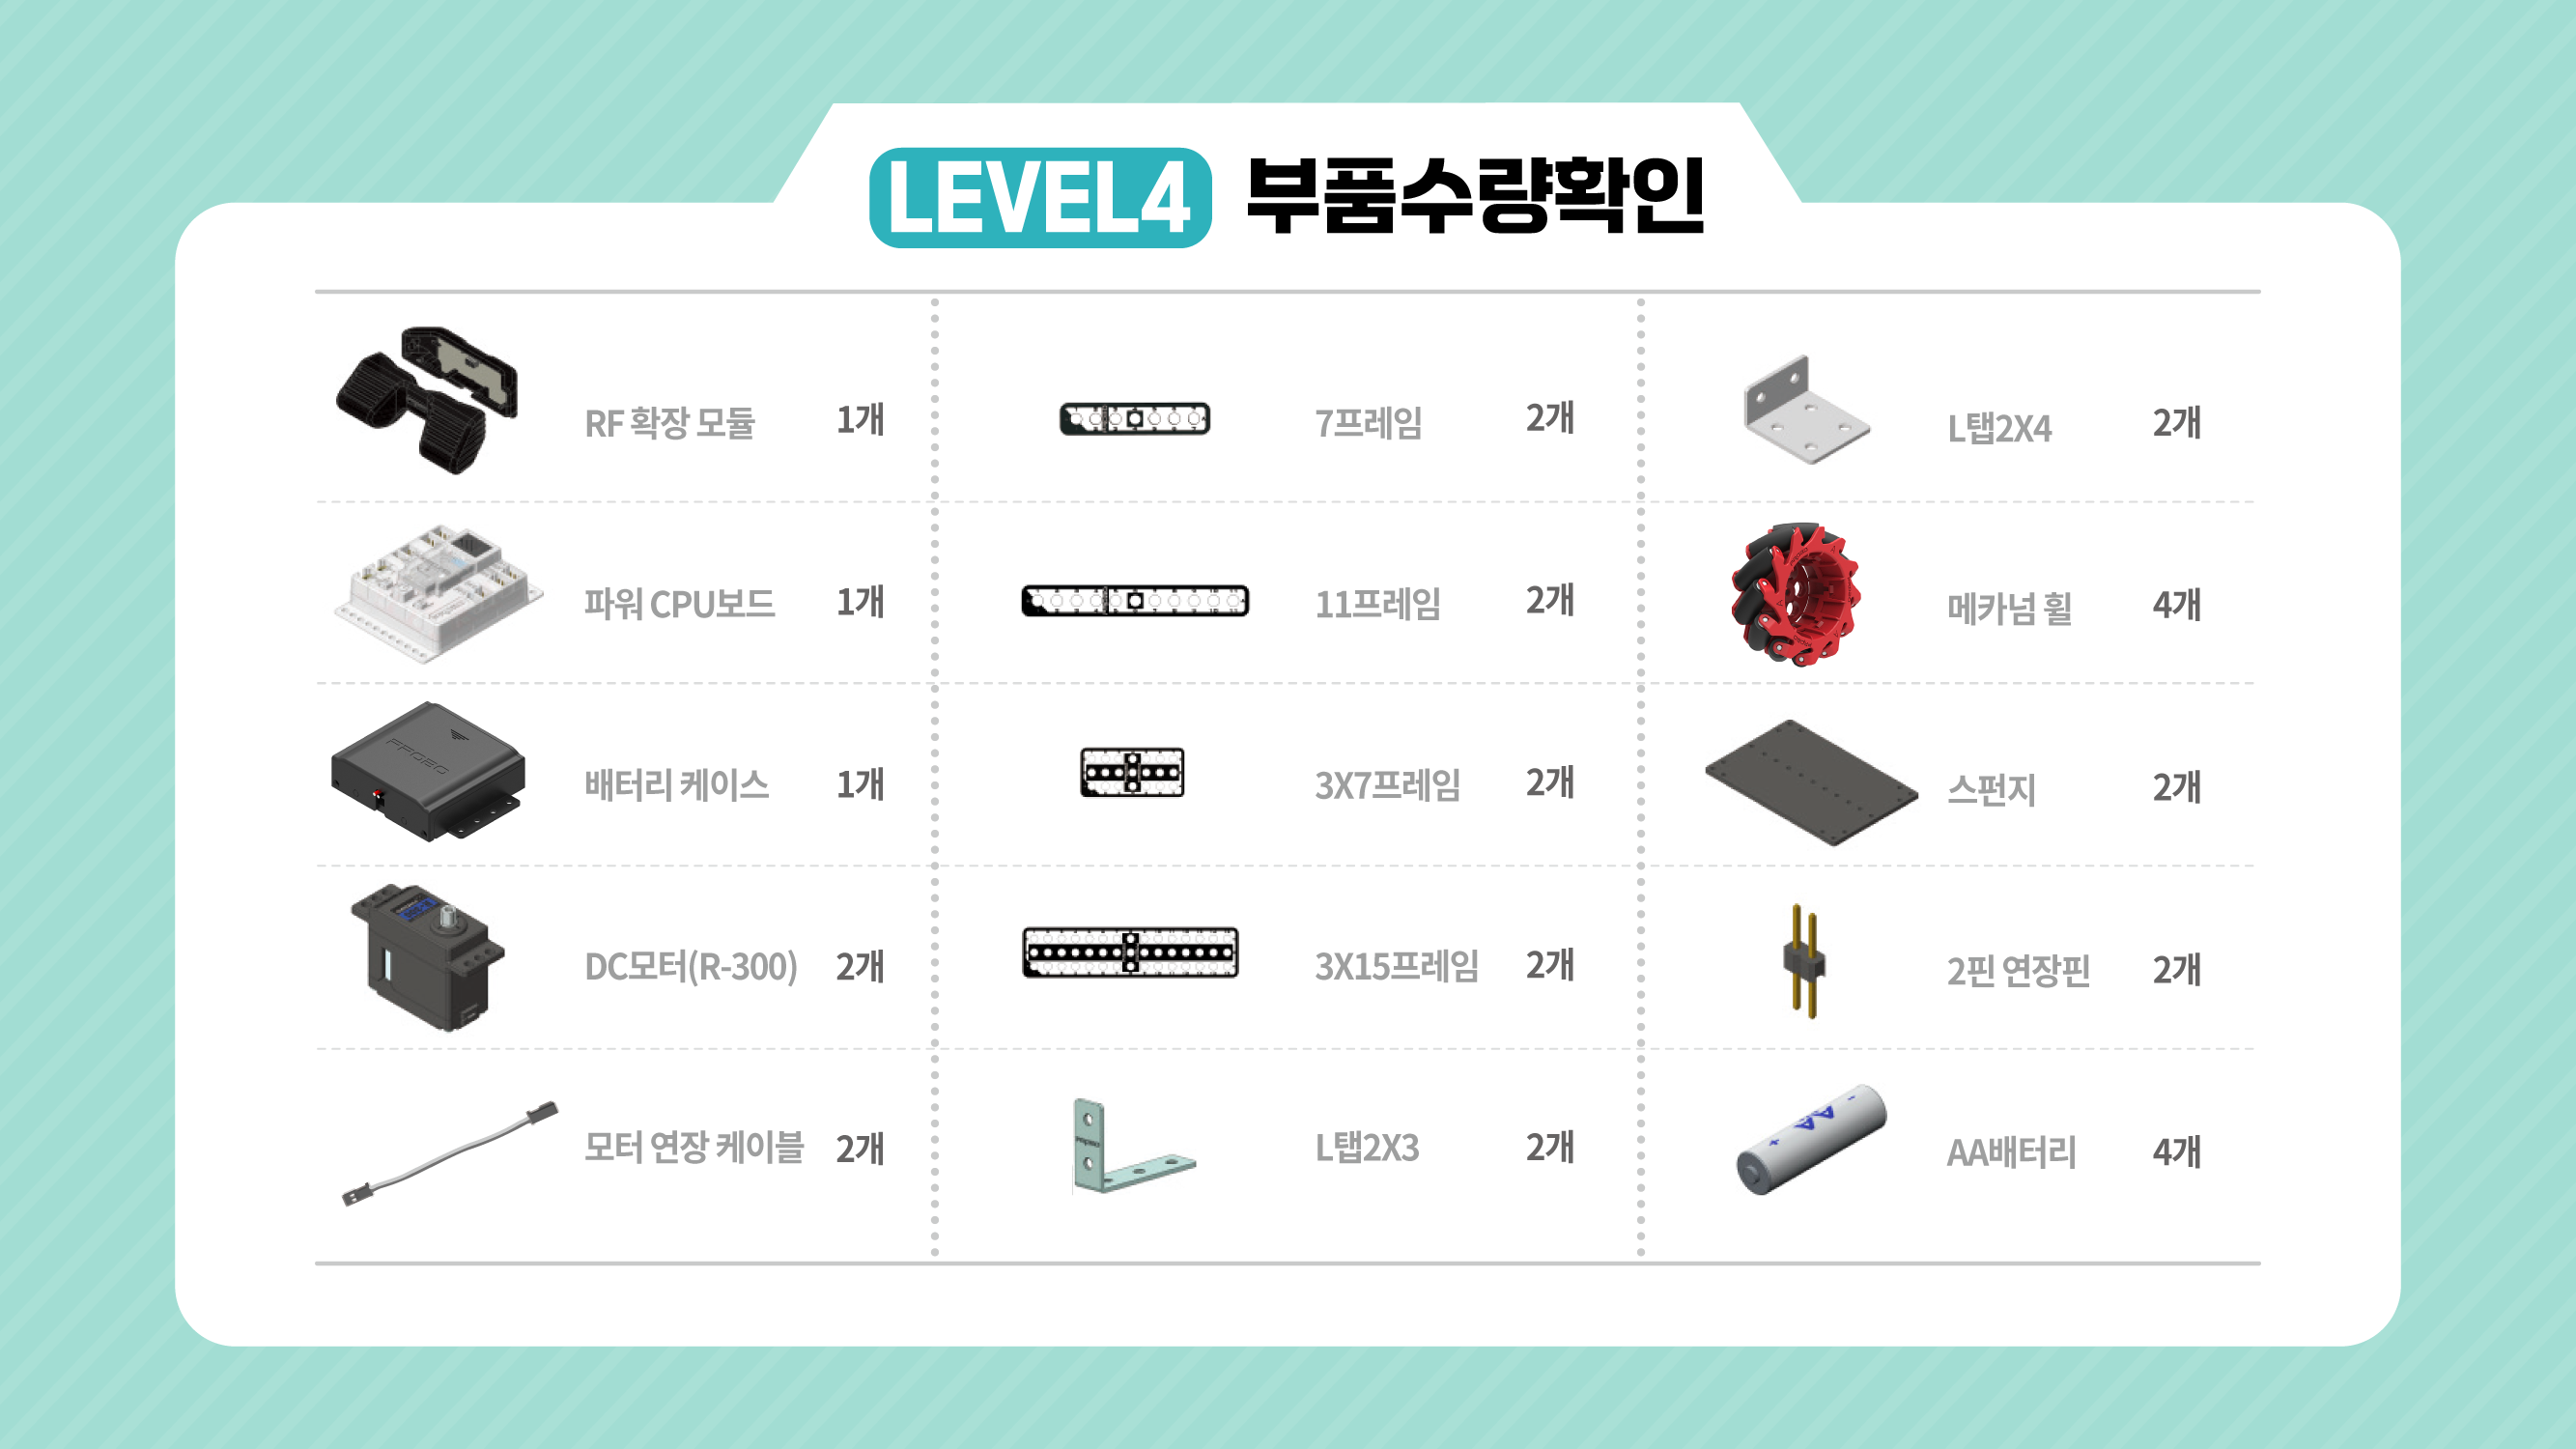 LEVEL4 부품수량확인
RF 확장 모듈 1개
7프레임 2개
L탭2X4 2개
파워 CPU보드 1개
11프레임 2개
메카넘 휠 4개
배터리 케이스 1개
3X7프레임 2개
스펀지 2개
DC모터(R-300) 2개
3X15프레임 2개
2핀 연장핀 2개
모터 연장 케이블 2개
L탭2X3 2개
AA배터리 4개
AA